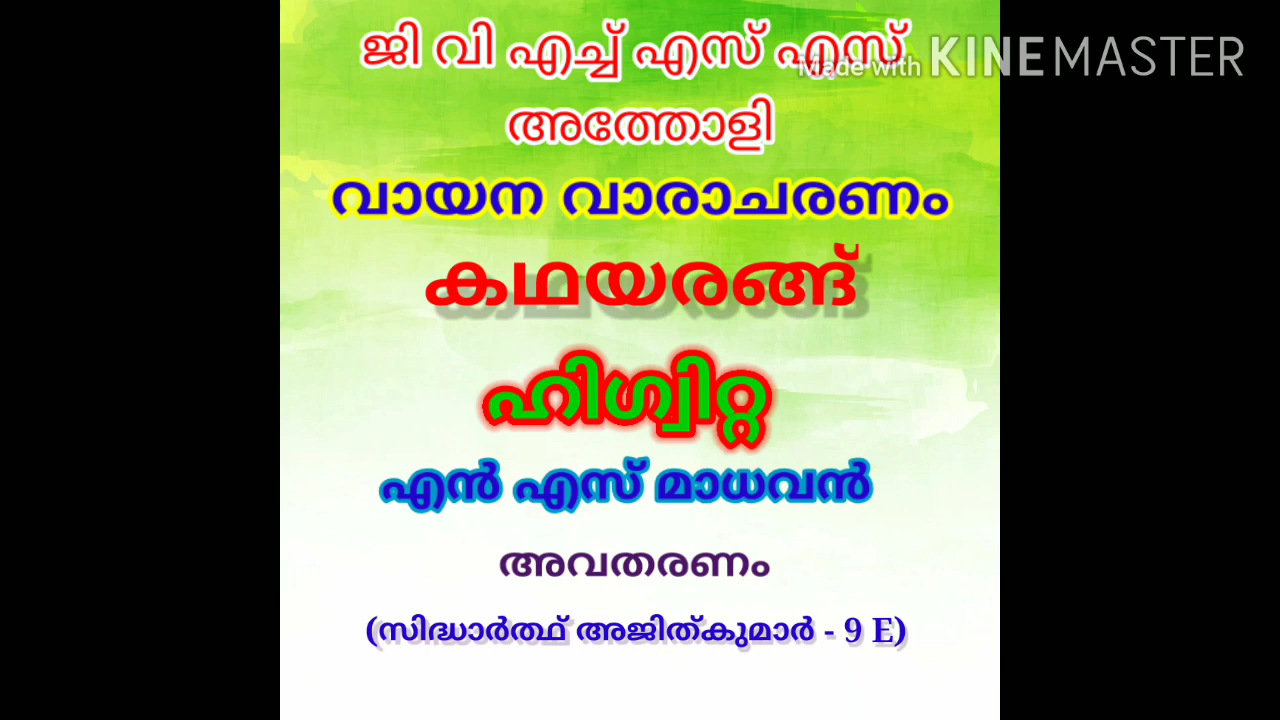 ജി വി എച്ച് എസ് എസ്
Made with KINEMASTER
അത്തോളി
വായന വാരാചരണം
കഥയരങ്ങ്
ഹിഗ്വിറ്റ
എൻ എസ് മാധവൻ
അവതരണം
(സിദ്ധാർത്ഥ് അജിത്കുമാർ - 9 E)